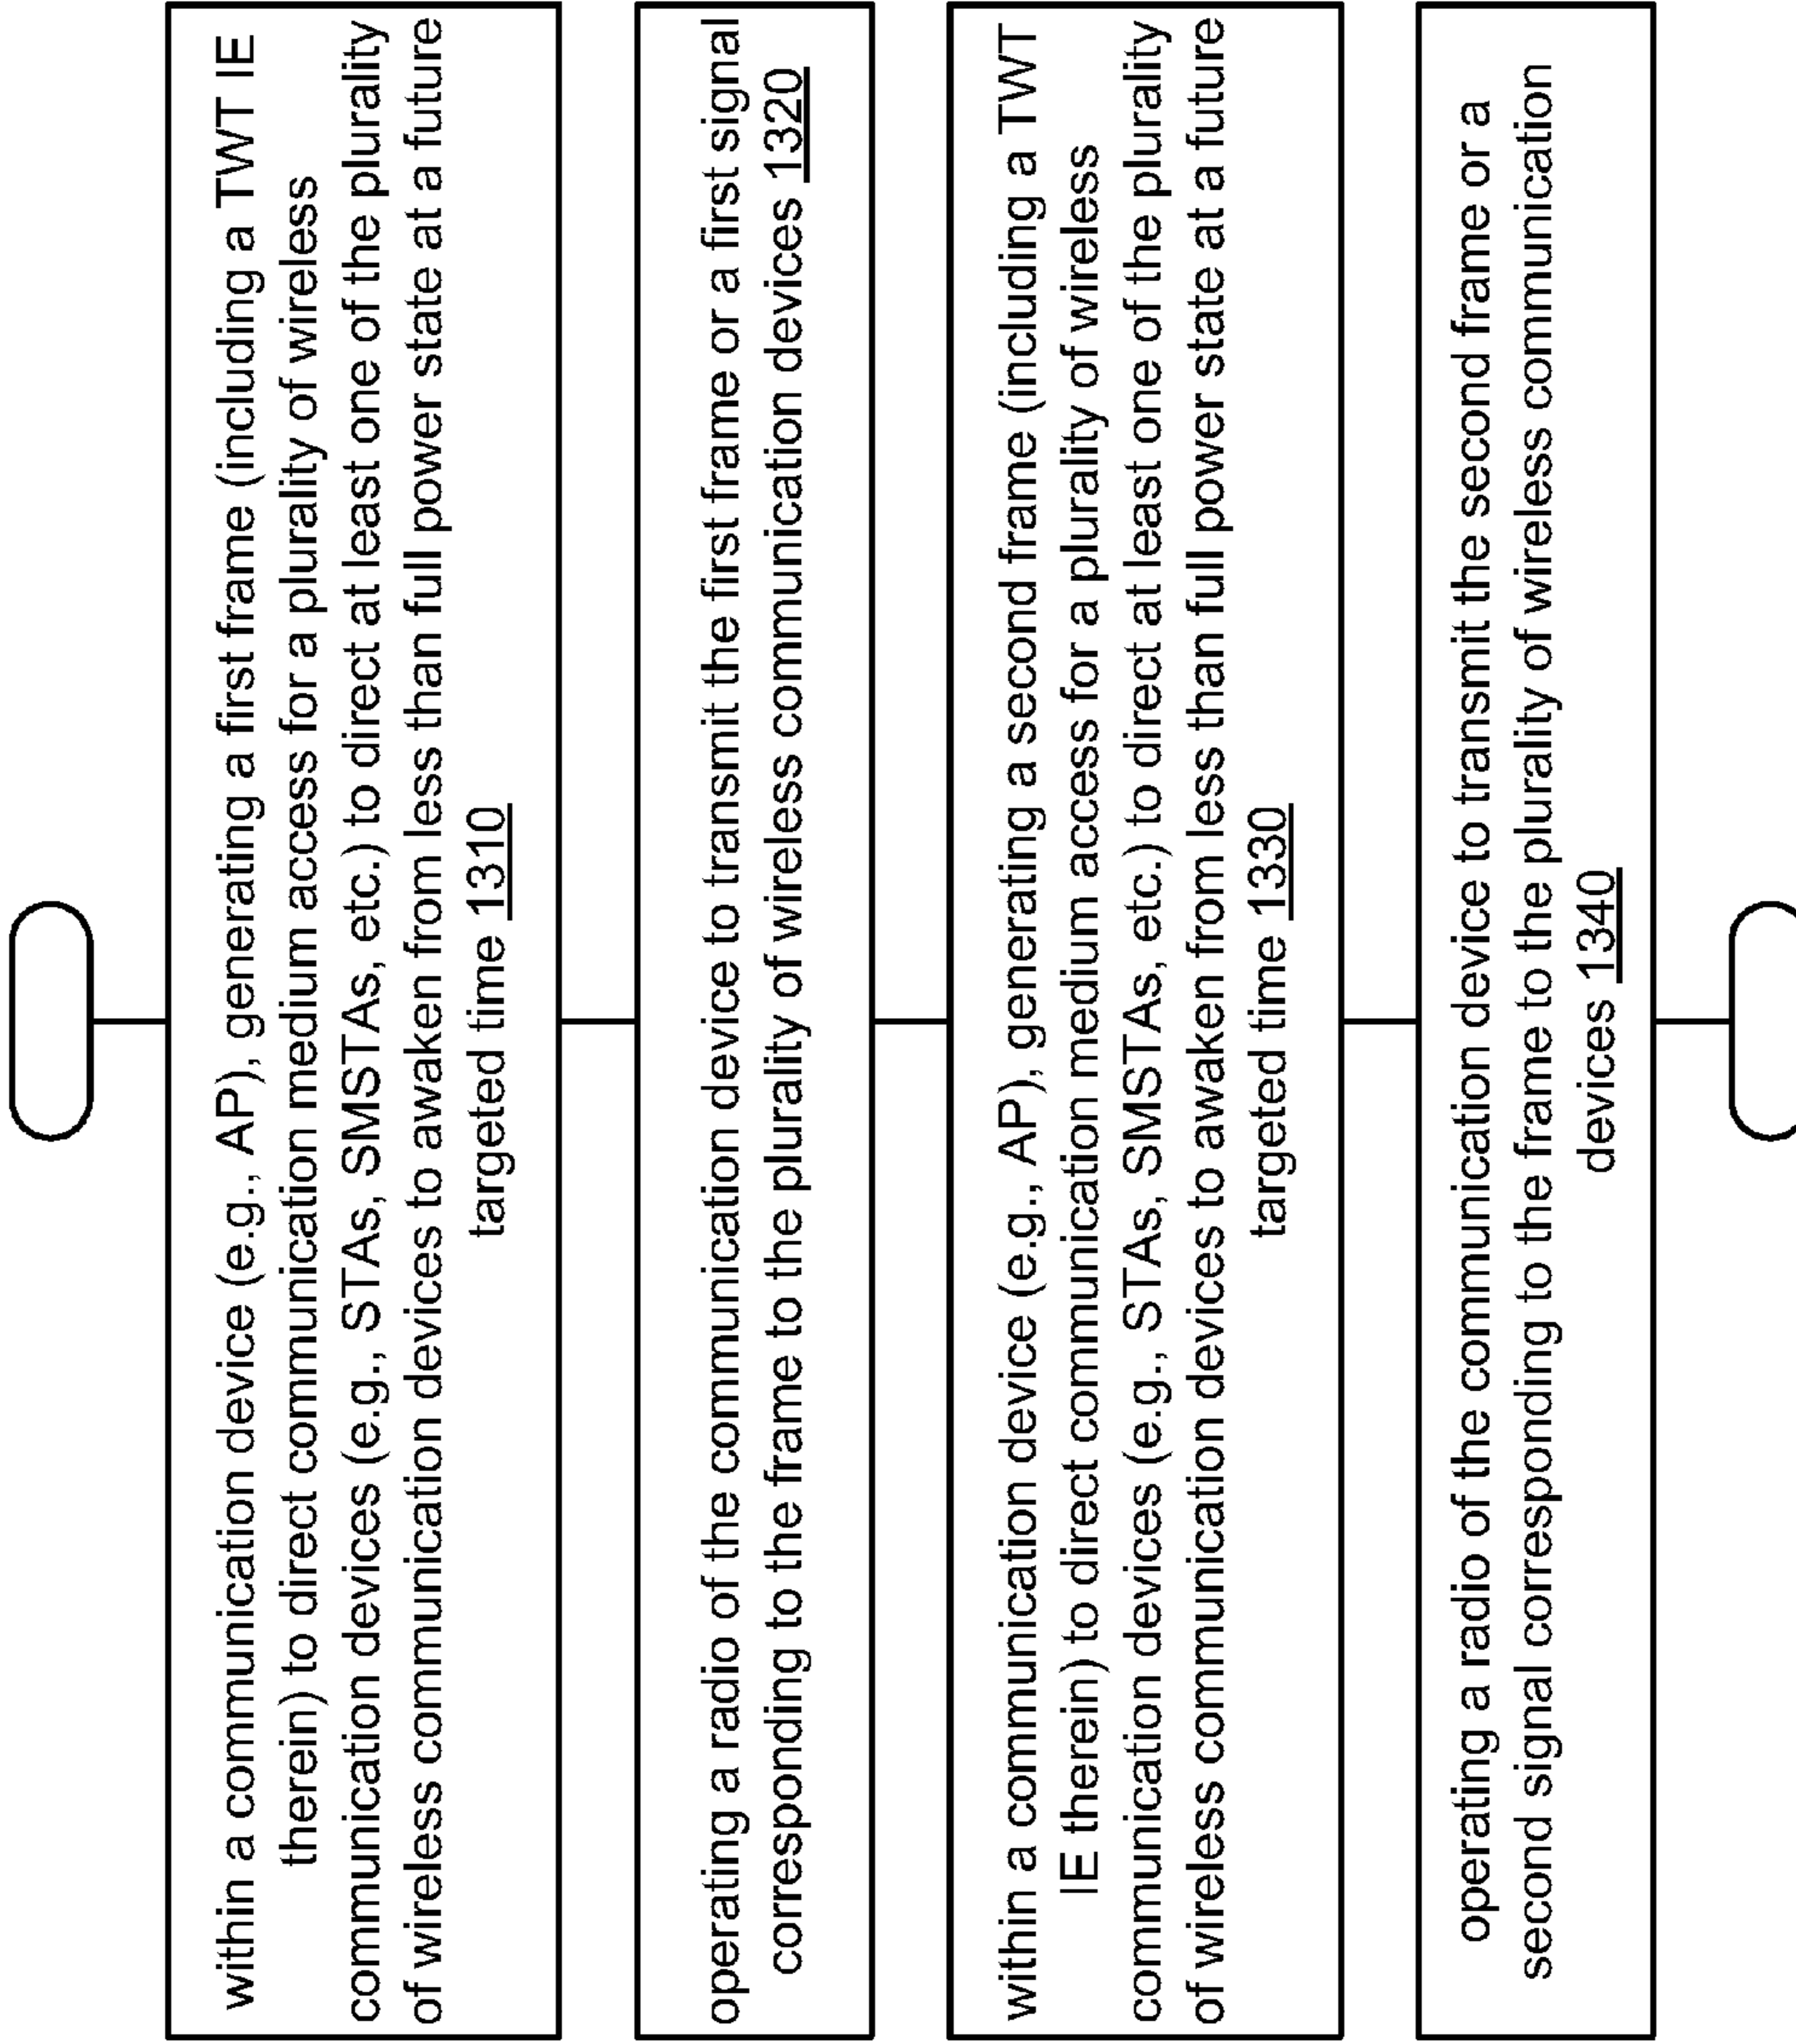 within a communication device (e.g., AP), generating a first frame (including a TWT IE
therein) to direct communication medium access for a plurality of wireless
communication devices (e.g., STAs, SMSTAs, etc.) to direct at least one of the plurality
of wireless communication devices to awaken from less than full power state at a future
targeted time 1310
operating a radio of the communication device to transmit the first frame or a first signal
corresponding to the frame to the plurality of wireless communication devices 1320
within a communication device (e.g., AP), generating a second frame (including a TWT
IE therein) to direct communication medium access for a plurality of wireless
communication devices (e.g., STAs, SMSTAs, etc.) to direct at least one of the plurality
of wireless communication devices to awaken from less than full power state at a future
targeted time 1330
operating a radio of the communication device to transmit the second frame or a
second signal corresponding to the frame to the plurality of wireless communication
devices 1340